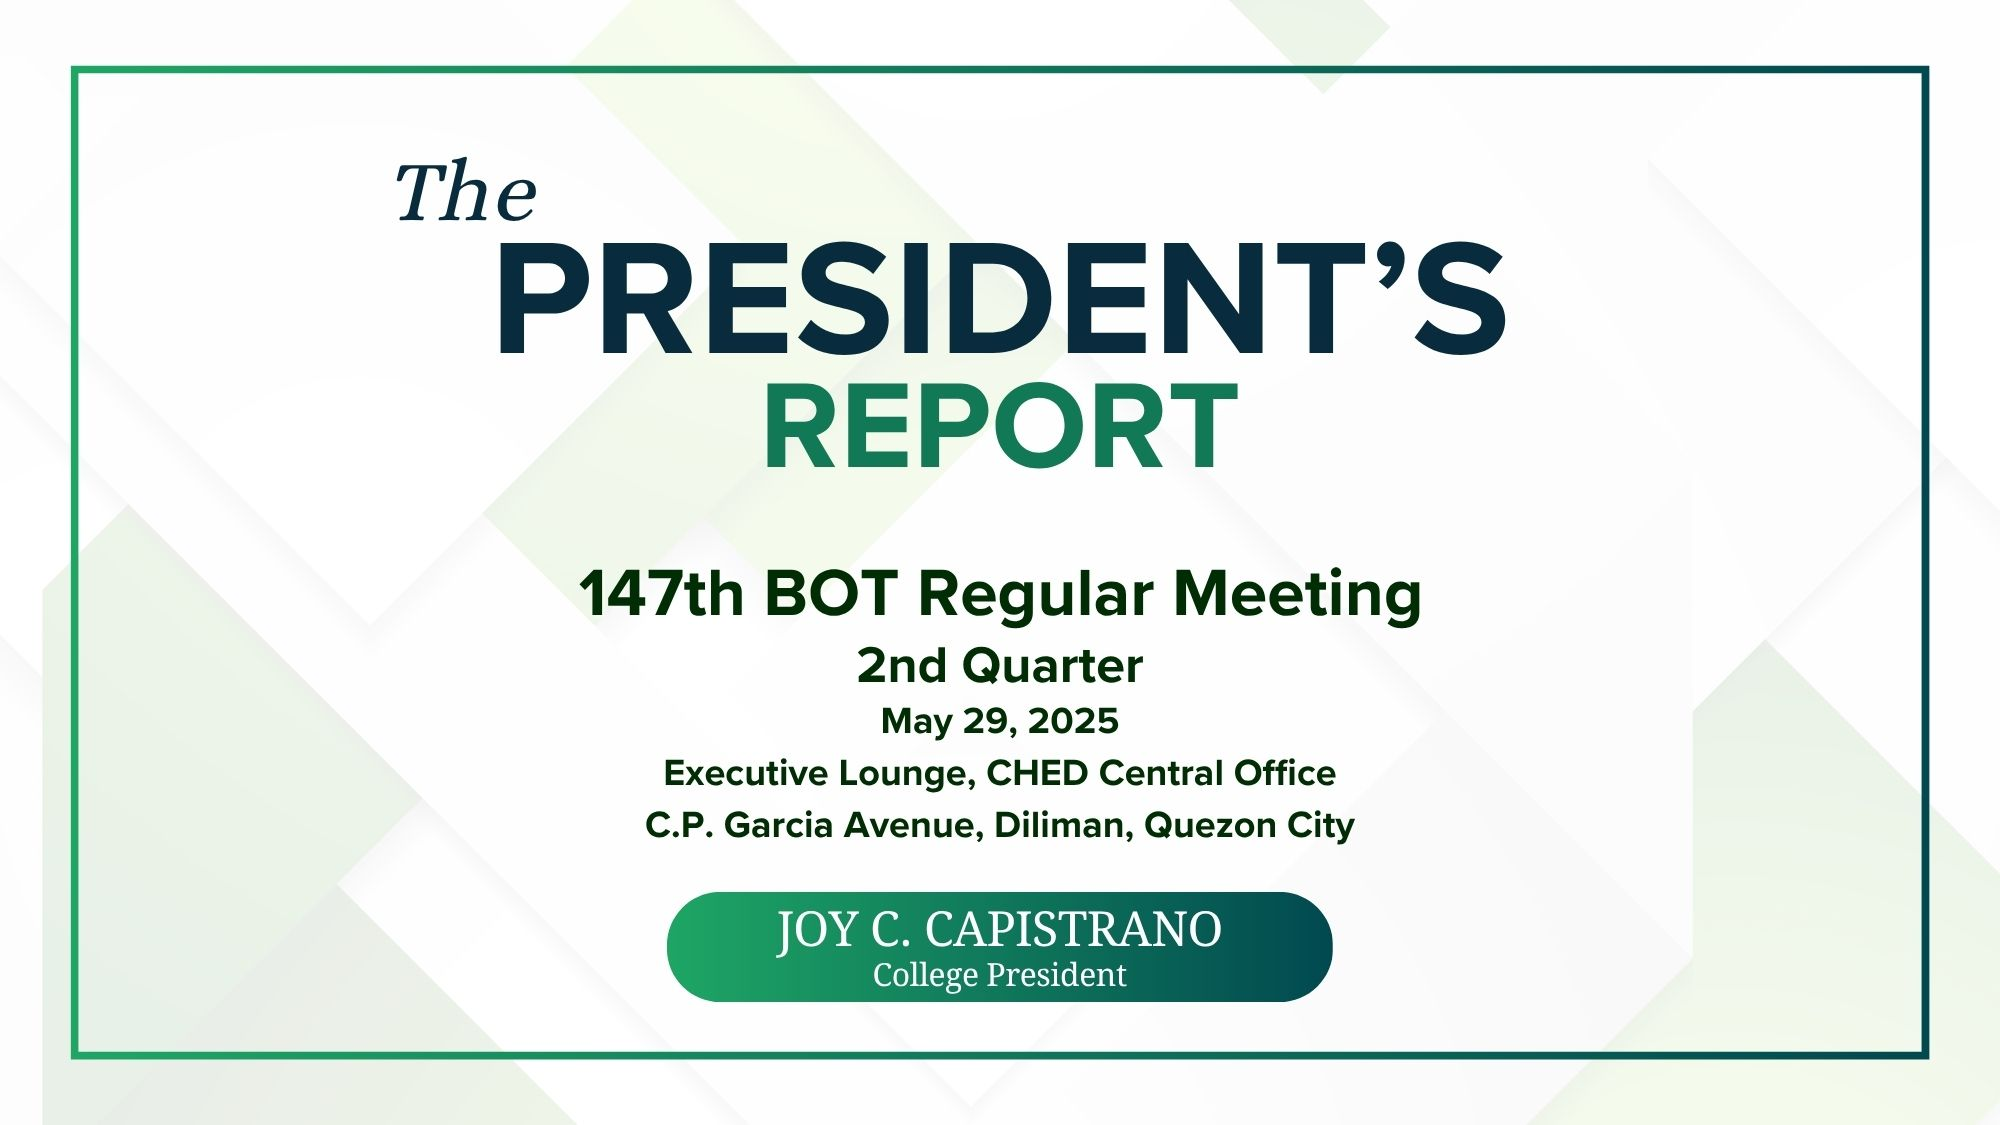 The
PRESIDENT’S
REPORT
147th BOT Regular Meeting
2nd Quarter
May 29, 2025
Executive Lounge, CHED Central Office
C.P. Garcia Avenue, Diliman, Quezon City
JOY C. CAPISTRANO
College President